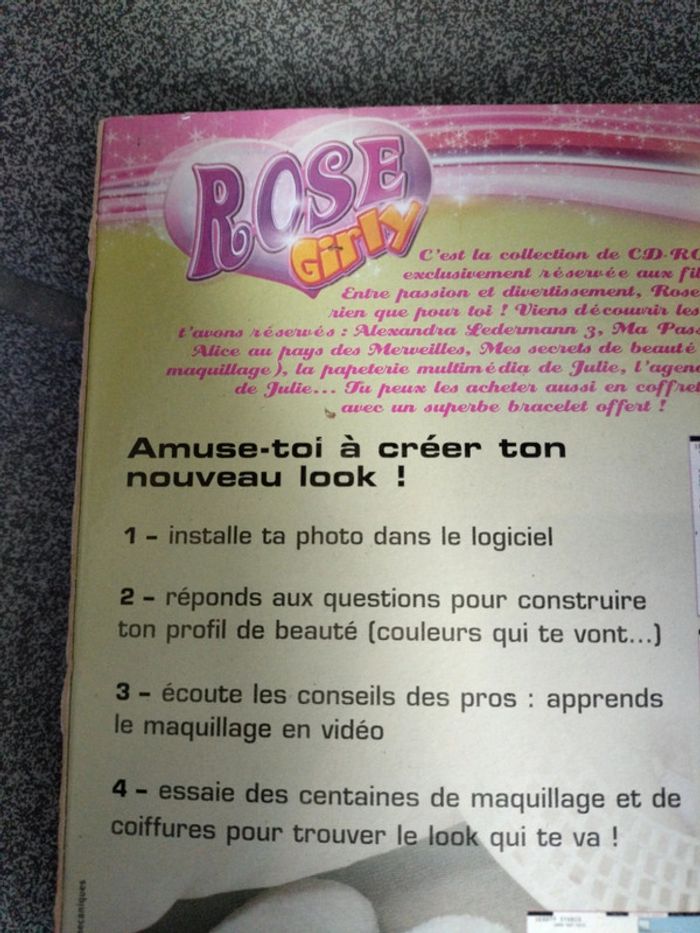 ROSE
Girly
C'est la collection de CD-RO
exclusivement réservée aux fil
Entre passion et divertissement, Rose
rien que pour toi ! Viens découvrir les
t'avons réservés : Alexandra Ledermann 3, Ma Pas
Alice au pays des Merveilles, Mes secrets de beauté
maquillage), la papeterie multimédia de Julie, l'agen
de Julie... Tu peux les acheter aussi en coffret
avec un superbe bracelet offert !
Amuse-toi à créer ton
nouveau look !
1 - installe ta photo dans le logiciel
2 - réponds aux questions pour construire
ton profil de beauté (couleurs qui te vont...)
3 - écoute les conseils des pros : apprends
le maquillage en vidéo
4 - essaie des centaines de maquillage et de
coiffures pour trouver le look qui te va !
écaniques